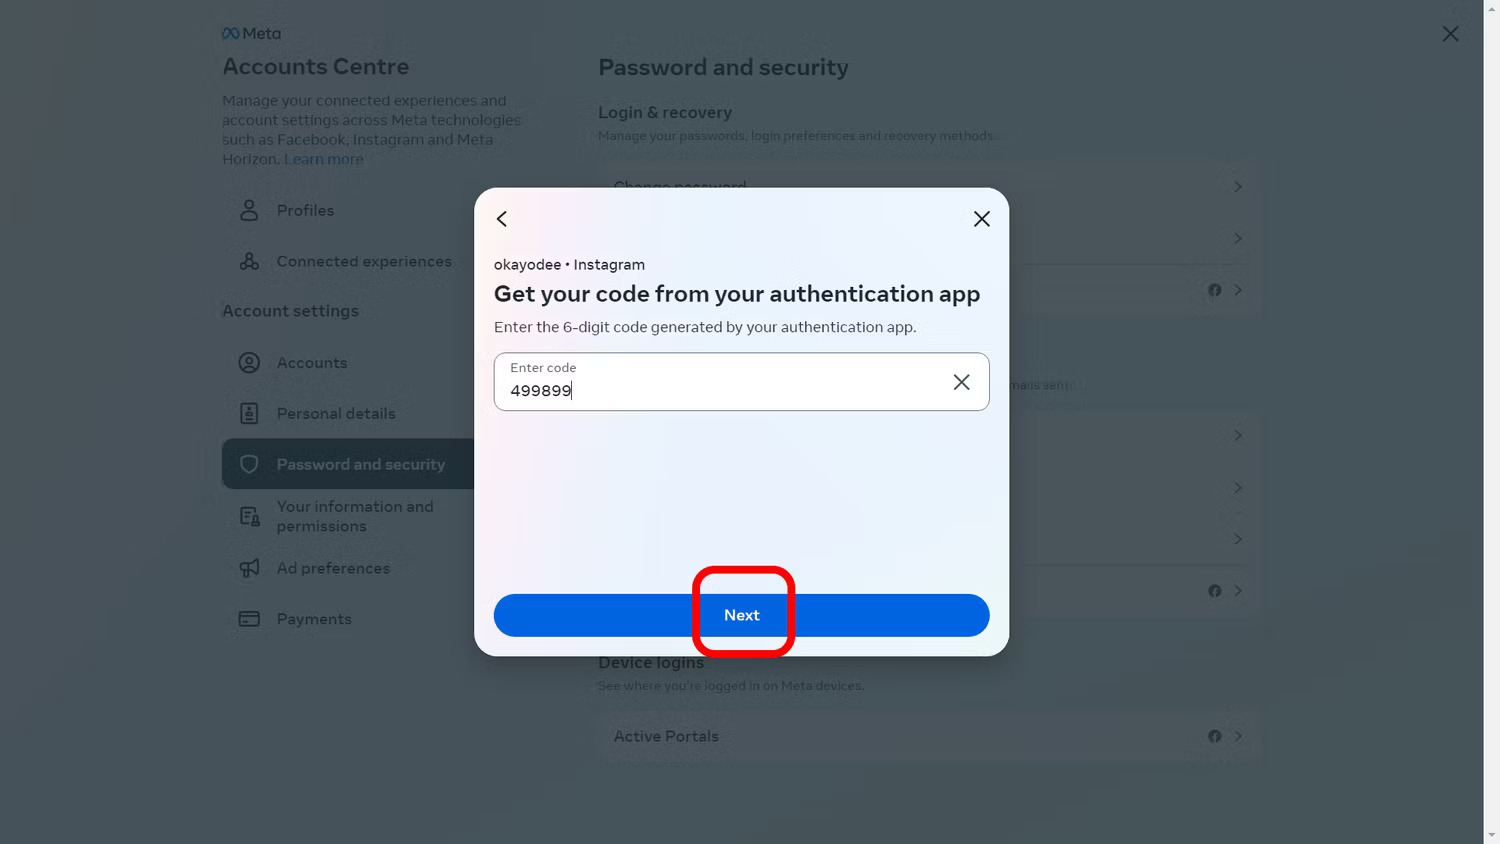 Meta
Accounts Centre
Manage your connected experiences and
account settings across Meta technologies
such as Facebook, Instagram and Meta
Horizon. Learn more
Profiles
Connected experiences
Account settings
Accounts
Personal details
Password and security
Your information and
permissions
Ad preferences
Payments
Password and security
Login & recovery
Manage your passwords, login preferences and recovery methods.
Change password
okayodee • Instagram
Get your code from your authentication app
Enter the 6-digit code generated by your authentication app.
Enter code
499899
Next
Device logins
See where you're logged in on Meta devices.
Active Portals